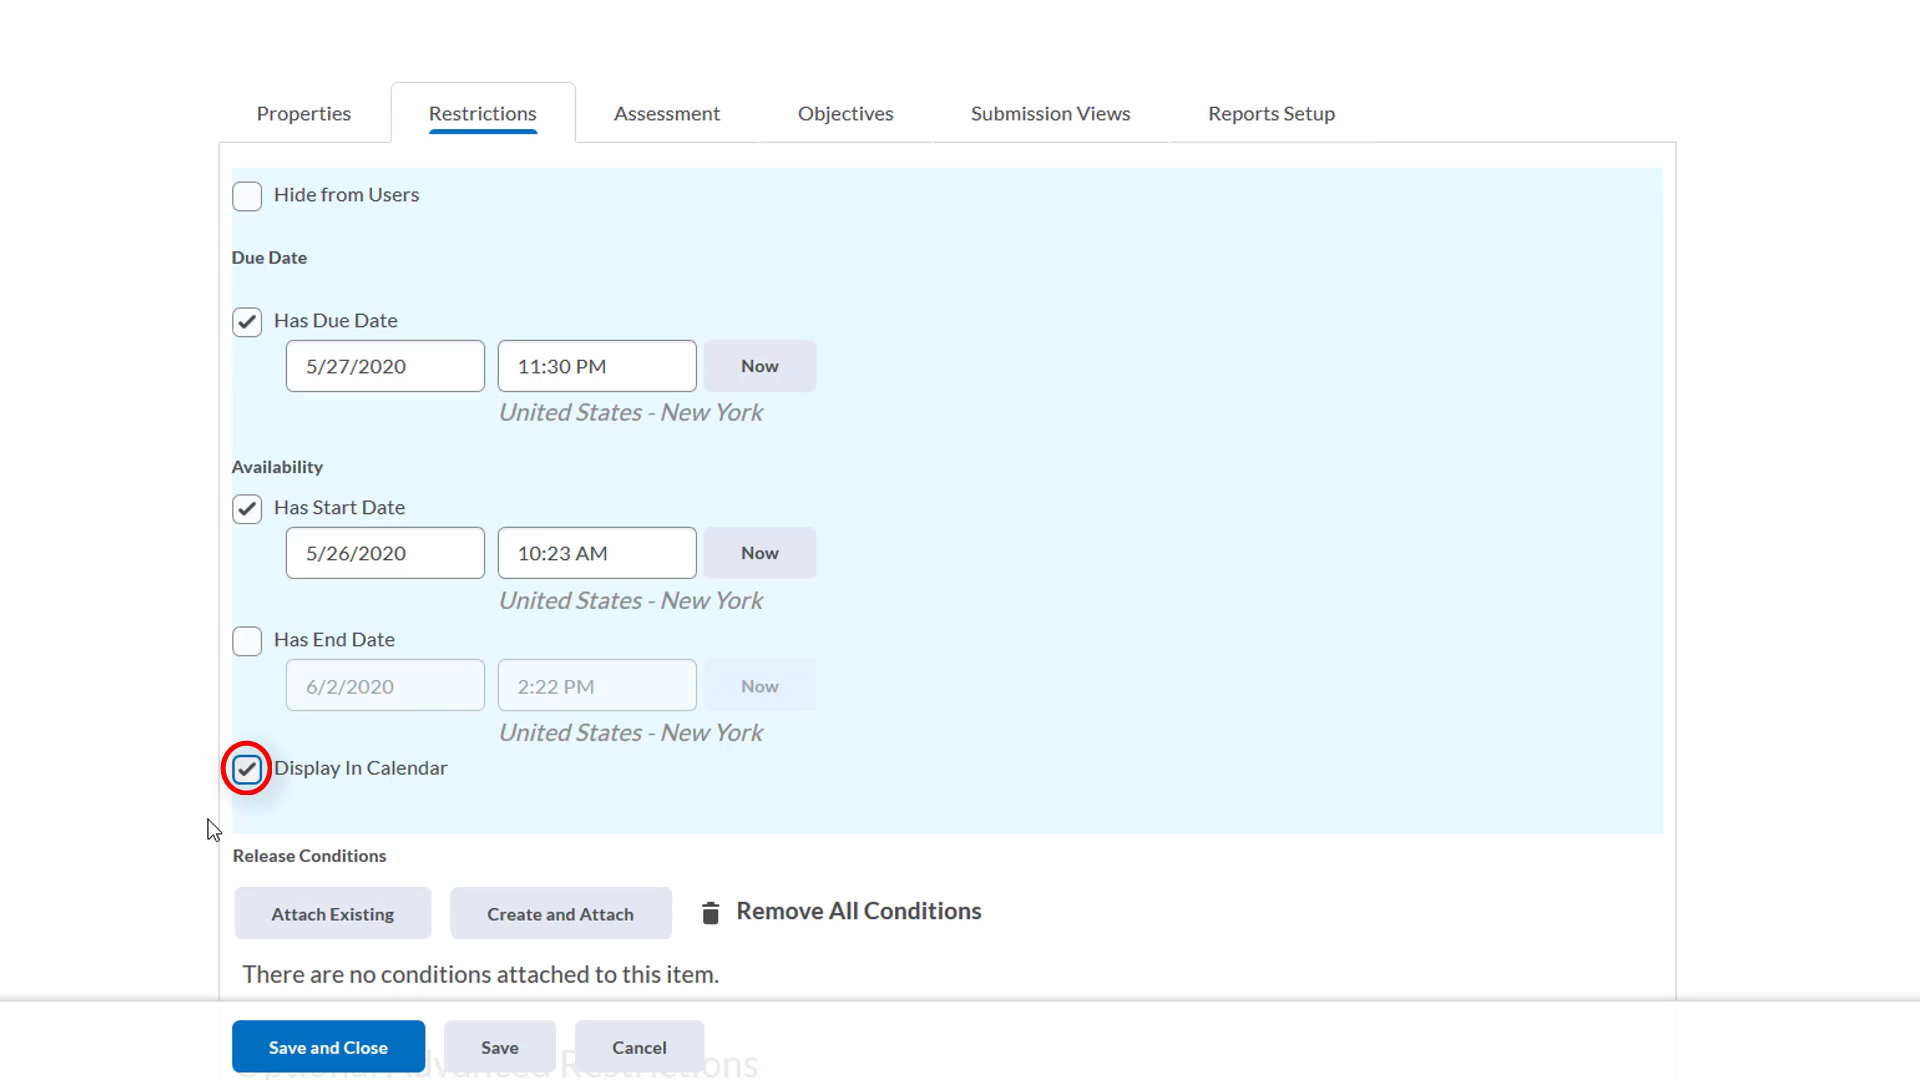 Properties Restrictions Assessment Objectives Submission Views Reports Setup
Hide from Users
Due Date
Has Due Date
5/27/2020 11:30 PM Now
United States - New York
Availability
Has Start Date
5/26/2020 10:23 AM Now
United States - New York
Has End Date
6/2/2020 2:22 PM Now
United States - New York
Display In Calendar
Release Conditions
Attach Existing Create and Attach Remove All Conditions
There are no conditions attached to this item.
Save and Close Save Cancel